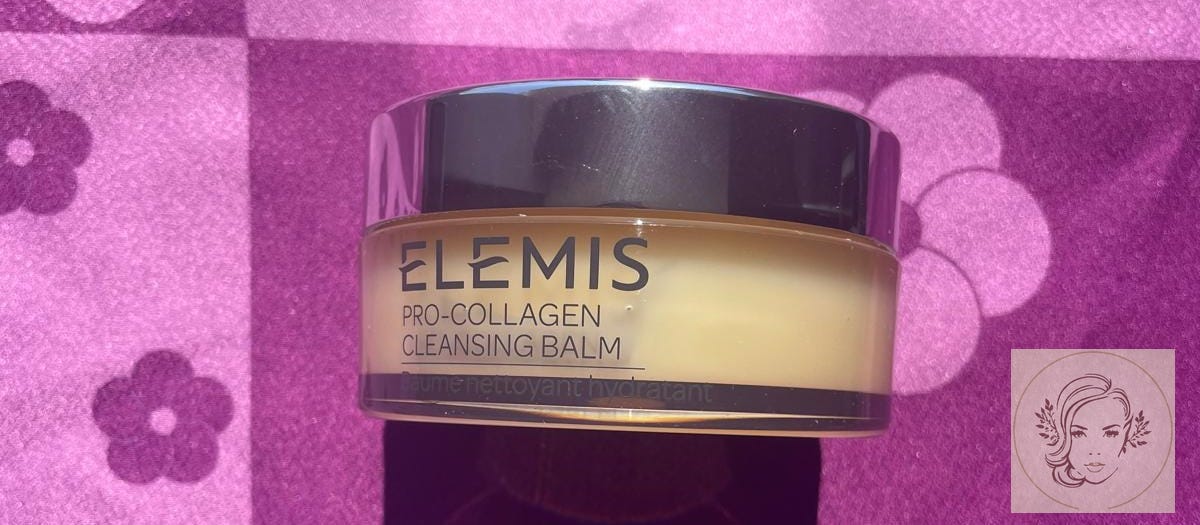 ELEMIS
PRO-COLLAGEN
CLEANSING BALM
Baume nettoyant hydratant